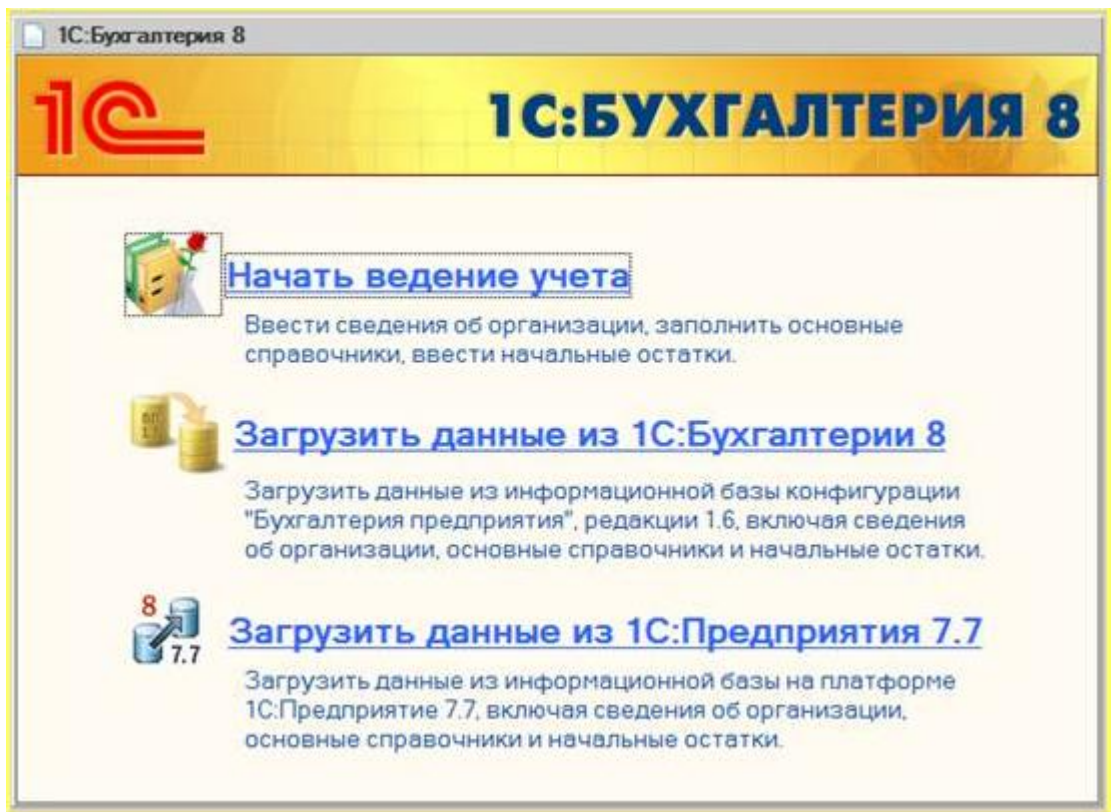 1С:Бухгалтерия 8
1С
1С:БУХГАЛТЕРИЯ 8
Начать ведение учета
Ввести сведения об организации, заполнить основные
справочники, ввести начальные остатки.
Загрузить данные из 1С:Бухгалтерии 8
Загрузить данные из информационной базы конфигурации
"Бухгалтерия предприятия", редакции 1.6, включая сведения
об организации, основные справочники и начальные остатки.
8
7.7
Загрузить данные из 1С:Предприятия 7.7
Загрузить данные из информационной базы на платформе
1С:Предприятие 7.7, включая сведения об организации,
основные справочники и начальные остатки.